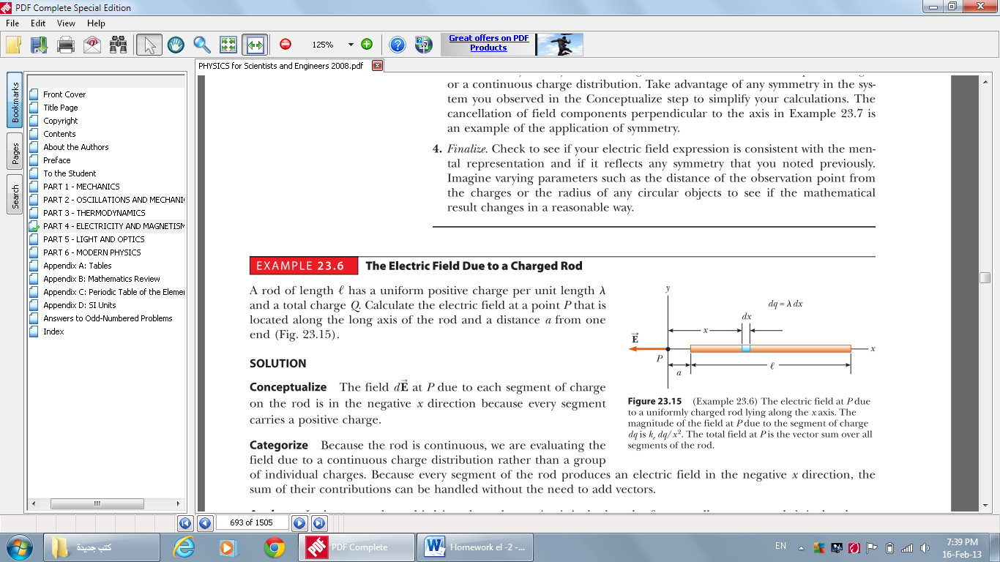 PDF Complete Special Edition
File Edit View Help
125%
Great offers on PDF
Products
PHYSICS for Scientists and Engineers 2008.pdf
Bookmarks
Pages
Search
Front Cover
Title Page
Copyright
Contents
About the Authors
Preface
To the Student
PART 1 - MECHANICS
PART 2 - OSCILLATIONS AND MECHANI
PART 3 - THERMODYNAMICS
PART 4 - ELECTRICITY AND MAGNETISM
PART 5 - LIGHT AND OPTICS
PART 6 - MODERN PHYSICS
Appendix A: Tables
Appendix B: Mathematics Review
Appendix C: Periodic Table of the Elemen
Appendix D: SI Units
Answers to Odd-Numbered Problems
Index
or a continuous charge distribution. Take advantage of any symmetry in the sys-
tem you observed in the Conceptualize step to simplify your calculations. The
cancellation of field components perpendicular to the axis in Example 23.7 is
an example of the application of symmetry.
4. Finalize. Check to see if your electric field expression is consistent with the men-
tal representation and if it reflects any symmetry that you noted previously.
Imagine varying parameters such as the distance of the observation point from
the charges or the radius of any circular objects to see if the mathematical
result changes in a reasonable way.
EXAMPLE 23.6 The Electric Field Due to a Charged Rod
A rod of length ℓ has a uniform positive charge per unit length λ
and a total charge Q. Calculate the electric field at a point P that is
located along the long axis of the rod and a distance a from one
end (Fig. 23.15).
SOLUTION
Conceptualize The field dE⃗ at P due to each segment of charge
on the rod is in the negative x direction because every segment
carries a positive charge.
Categorize Because the rod is continuous, we are evaluating the
field due to a continuous charge distribution rather than a group
of individual charges. Because every segment of the rod produces an electric field in the negative x direction, the
sum of their contributions can be handled without the need to add vectors.
y
dq = λ dx
dx
x
E⃗
x
P
a
ℓ
Figure 23.15 (Example 23.6) The electric field at P due
to a uniformly charged rod lying along the x axis. The
magnitude of the field at P due to the segment of charge
dq is kₑ dq/x². The total field at P is the vector sum over all
segments of the rod.
693 of 1505
كتب جديدة
PDF Complete
Homework el -2 -...
EN
7:39 PM
16-Feb-13